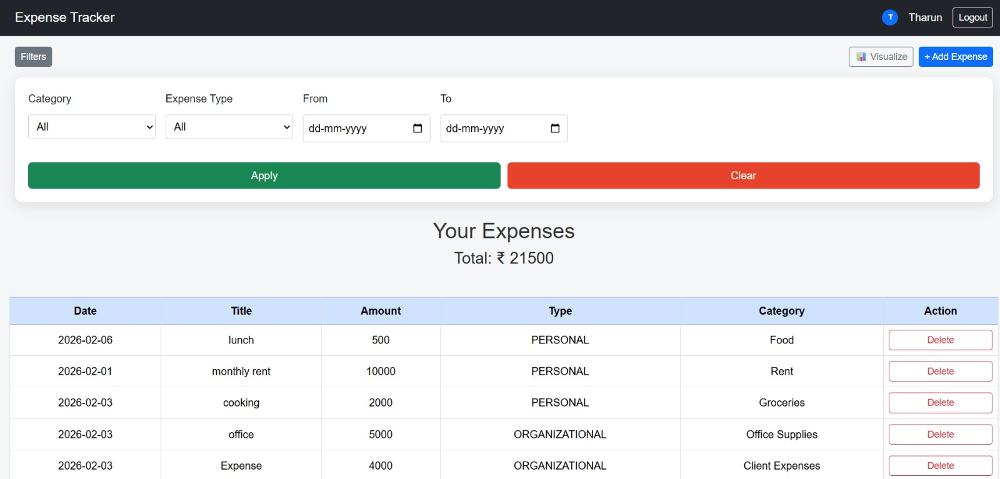 Expense Tracker T Tharun Logout
Filters Visualize + Add Expense
Category Expense Type From To
All All dd-mm-yyyy dd-mm-yyyy
Apply Clear
Your Expenses
Total: ₹ 21500
Date Title Amount Type Category Action
2026-02-06 lunch 500 PERSONAL Food Delete
2026-02-01 monthly rent 10000 PERSONAL Rent Delete
2026-02-03 cooking 2000 PERSONAL Groceries Delete
2026-02-03 office 5000 ORGANIZATIONAL Office Supplies Delete
2026-02-03 Expense 4000 ORGANIZATIONAL Client Expenses Delete